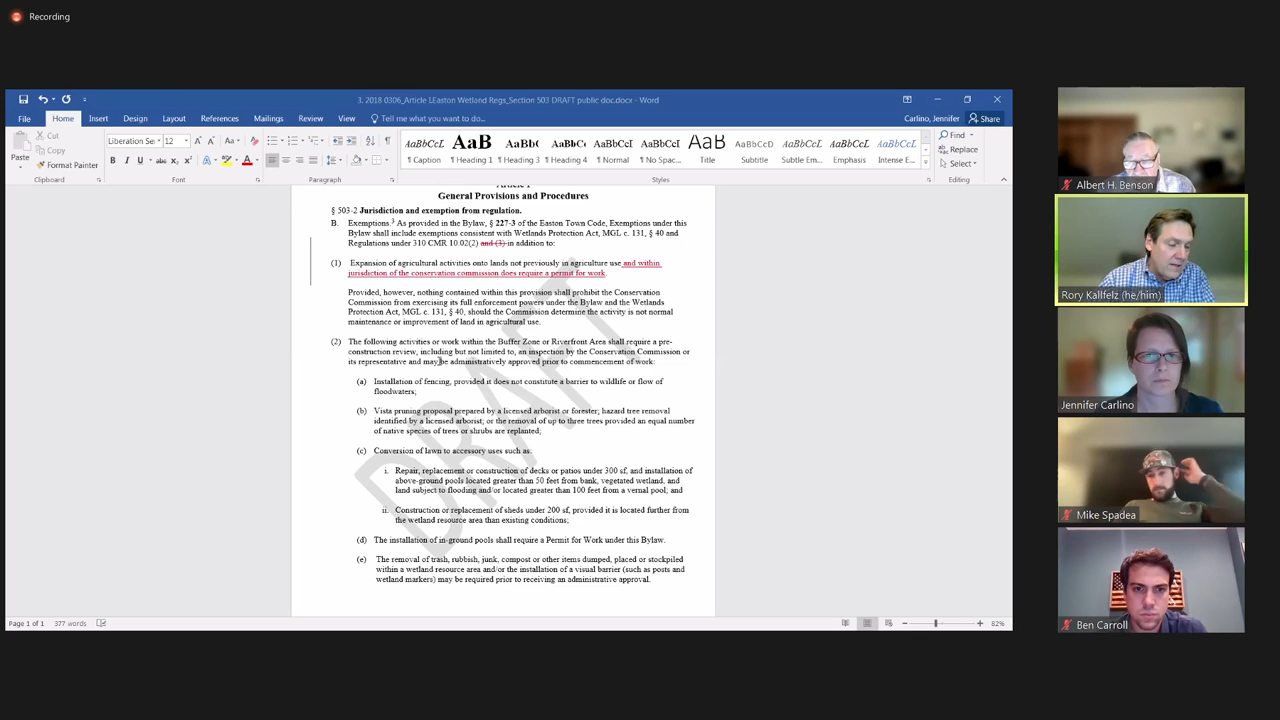 Recording
3. 2018 0306_Article I_Easton Wetland Regs_Section 503 DRAFT public doc.docx - Word
File Home Insert Draw Design Layout References Mailings Review View Tell me what you want to do... Carlino, Jennifer Share
Cut
Copy
Paste
Format Painter
Clipboard
Liberation Se 12
Font
Paragraph
AaBbCcL AaB AaBb( AaBbC AaBbCcI AaBbCcI AaB AaBbCcD AaBbCcL AaBbCcL AaBbCcL
¶ Caption ¶ Heading 1 ¶ Heading 3 ¶ Heading 4 ¶ Normal ¶ No Spac... Title Subtitle Subtle Em... Emphasis Intense E...
Styles
Find
Replace
Select
Editing
Article I
General Provisions and Procedures
§ 503-2 Jurisdiction and exemption from regulation.
B. Exemptions.³ As provided in the Bylaw, § 227-3 of the Easton Town Code, Exemptions under this
Bylaw shall include exemptions consistent with Wetlands Protection Act, MGL c. 131, § 40 and
Regulations under 310 CMR 10.02(2) and (3) in addition to:
(1) Expansion of agricultural activities onto lands not previously in agriculture use and within
jurisdiction of the conservation commission does require a permit for work.
Provided, however, nothing contained within this provision shall prohibit the Conservation
Commission from exercising its full enforcement powers under the Bylaw and the Wetlands
Protection Act, MGL c. 131, § 40, should the Commission determine the activity is not normal
maintenance or improvement of land in agricultural use.
(2) The following activities or work within the Buffer Zone or Riverfront Area shall require a pre-
construction review, including but not limited to, an inspection by the Conservation Commission or
its representative and may be administratively approved prior to commencement of work:
(a) Installation of fencing, provided it does not constitute a barrier to wildlife or flow of
floodwaters;
(b) Vista pruning proposal prepared by a licensed arborist or forester; hazard tree removal
identified by a licensed arborist; or the removal of up to three trees provided an equal number
of native species of trees or shrubs are replanted;
(c) Conversion of lawn to accessory uses such as:
i. Repair, replacement or construction of decks or patios under 300 sf, and installation of
above-ground pools located greater than 50 feet from bank, vegetated wetland, and
land subject to flooding and/or located greater than 100 feet from a vernal pool; and
ii. Construction or replacement of sheds under 200 sf, provided it is located further from
the wetland resource area than existing conditions;
(d) The installation of in-ground pools shall require a Permit for Work under this Bylaw.
(e) The removal of trash, rubbish, junk, compost or other items dumped, placed or stockpiled
within a wetland resource area and/or the installation of a visual barrier (such as posts and
wetland markers) may be required prior to receiving an administrative approval.
DRAFT
Page 1 of 1 377 words
82%
Albert H. Benson
Rory Kallfelz (he/him)
Jennifer Carlino
Mike Spadea
Ben Carroll